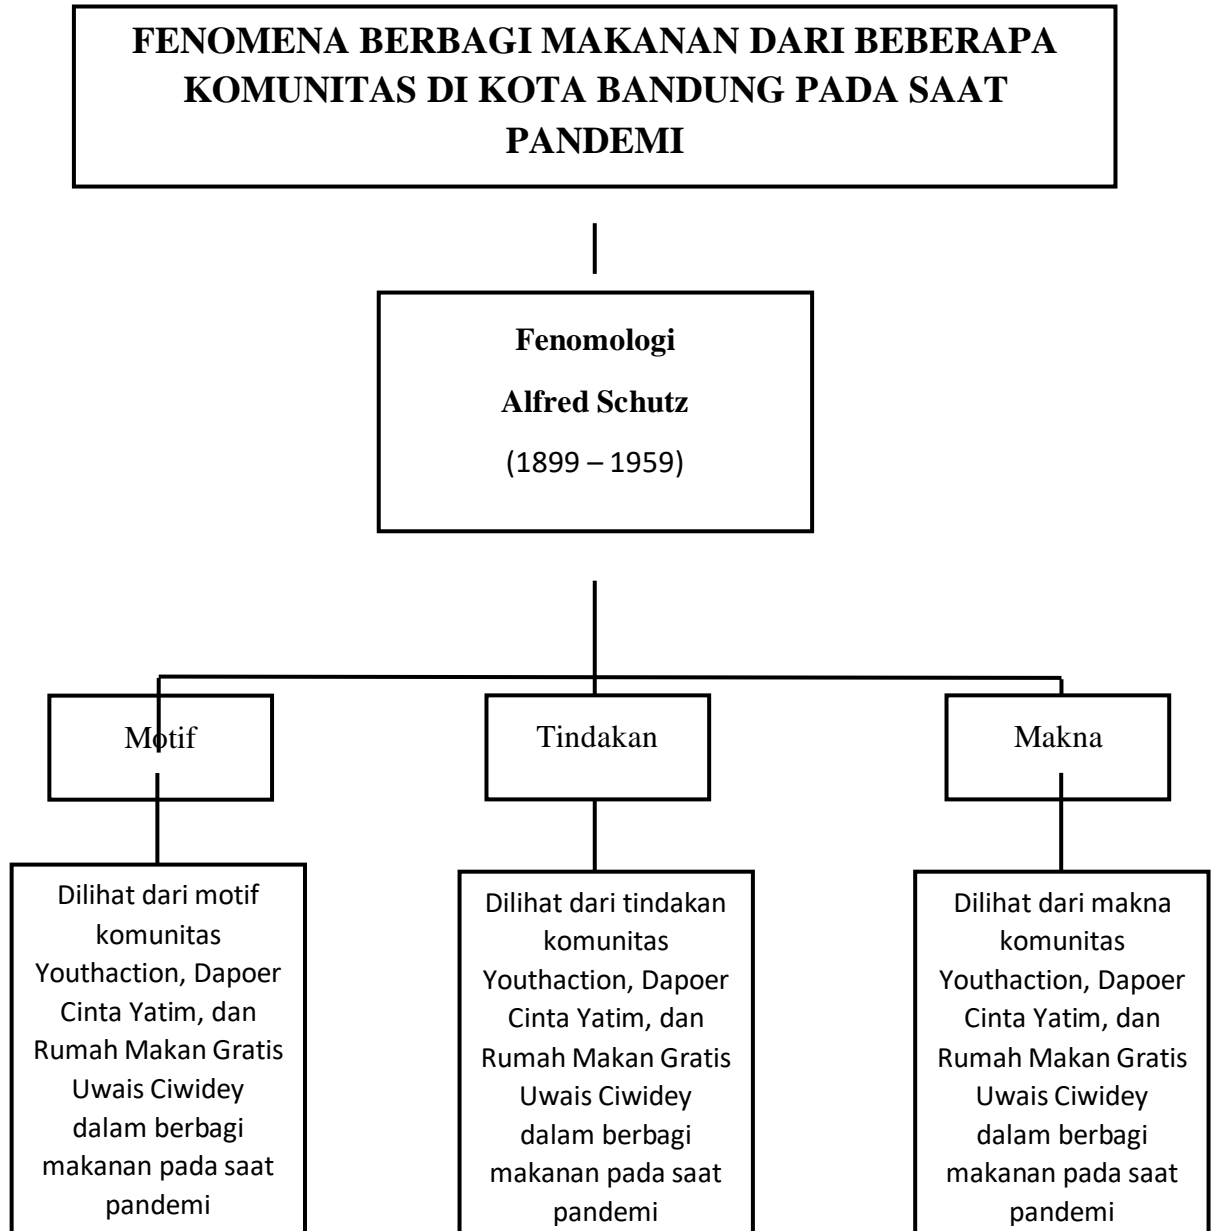 FENOMENA BERBAGI MAKANAN DARI BEBERAPA
KOMUNITAS DI KOTA BANDUNG PADA SAAT
PANDEMI
Fenomologi
Alfred Schutz
(1899 – 1959)
Motif
Tindakan
Makna
Dilihat dari motif
komunitas
Youthaction, Dapoer
Cinta Yatim, dan
Rumah Makan Gratis
Uwais Ciwidey
dalam berbagi
makanan pada saat
pandemi
Dilihat dari tindakan
komunitas
Youthaction, Dapoer
Cinta Yatim, dan
Rumah Makan Gratis
Uwais Ciwidey
dalam berbagi
makanan pada saat
pandemi
Dilihat dari makna
komunitas
Youthaction, Dapoer
Cinta Yatim, dan
Rumah Makan Gratis
Uwais Ciwidey
dalam berbagi
makanan pada saat
pandemi